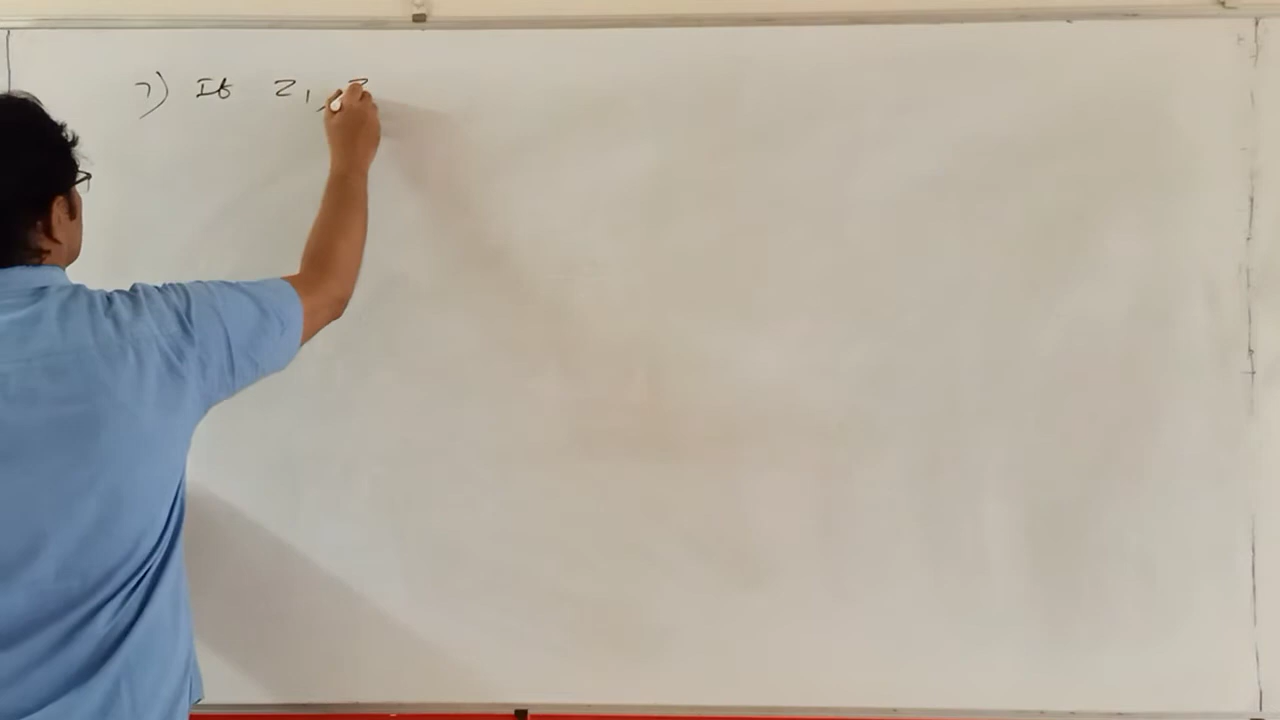 7) If z₁, z